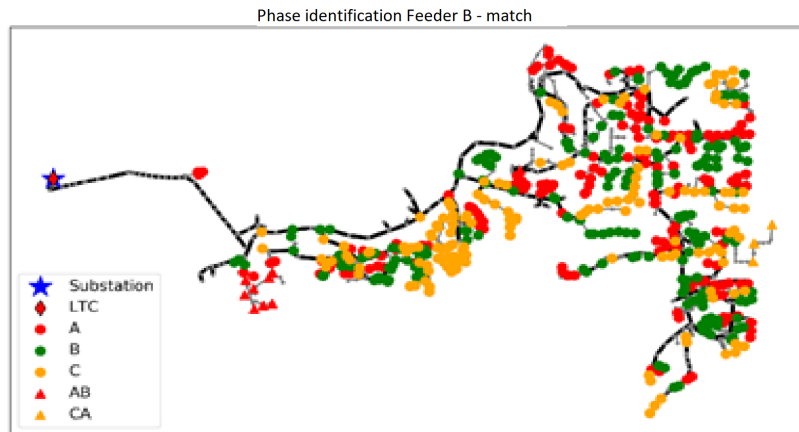 Phase identification Feeder B - match
Substation
LTC
A
B
C
AB
CA